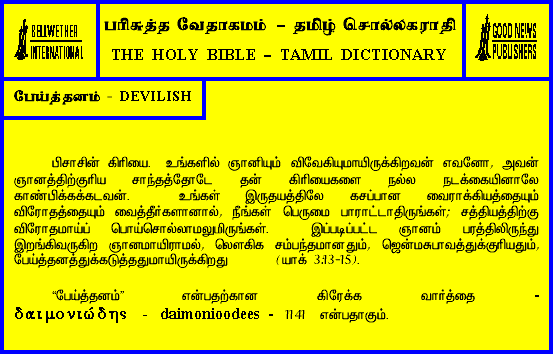 BELLWETHER
INTERNATIONAL
பரிசுத்த வேதாகமம் – தமிழ் சொல்லகராதி
THE HOLY BIBLE – TAMIL DICTIONARY
GOOD NEWS
PUBLISHERS
பேய்த்தனம் - DEVILISH
பிசாசின் கிரியை. உங்களில் ஞானியும் விவேகியுமாயிருக்கிறவன் எவனோ, அவன்
ஞானத்திற்குரிய சாந்தத்தோடே தன் கிரியைகளை நல்ல நடக்கையினாலே
காண்பிக்கக்கடவன். உங்கள் இருதயத்திலே கசப்பான வைராக்கியத்தையும்
விரோதத்தையும் வைத்தீர்களானால், நீங்கள் பெருமை பாராட்டாதிருங்கள்; சத்தியத்திற்கு
விரோதமாய்ப் பொய்சொல்லாமலுமிருங்கள். இப்படிப்பட்ட ஞானம் பரத்திலிருந்து
இறங்கிவருகிற ஞானமாயிராமல், லௌகிக சம்பந்தமானதும், ஜென்மசுபாவத்துக்குரியதும்,
பேய்த்தனத்துக்கடுத்ததுமாயிருக்கிறது (யாக் 3:13-15).
“பேய்த்தனம்” என்பதற்கான கிரேக்க வார்த்தை -
δαιμονιώδης - daimonioodees - 1141 என்பதாகும்.